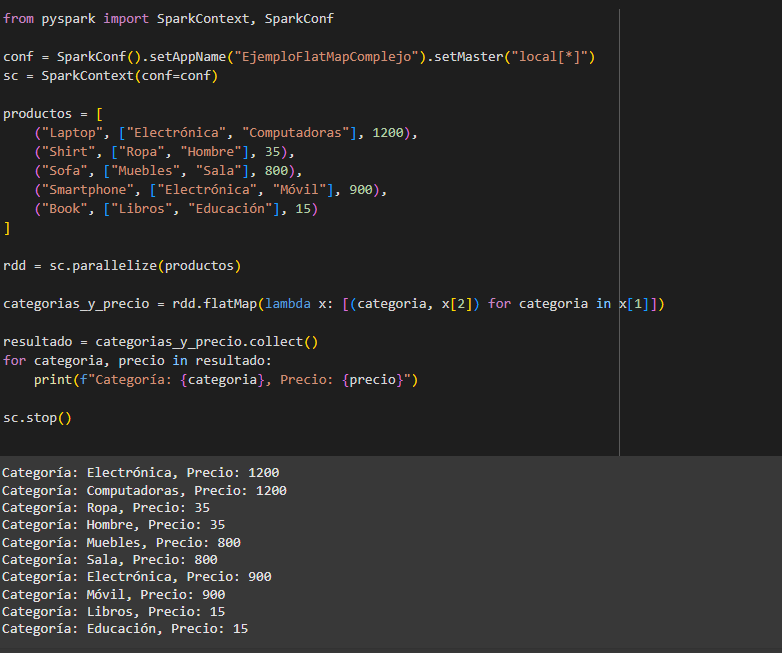 from pyspark import SparkContext, SparkConf
conf = SparkConf().setAppName("EjemploFlatMapComplejo").setMaster("local[*]")
sc = SparkContext(conf=conf)
productos = [
    ("Laptop", ["Electrónica", "Computadoras"], 1200),
    ("Shirt", ["Ropa", "Hombre"], 35),
    ("Sofa", ["Muebles", "Sala"], 800),
    ("Smartphone", ["Electrónica", "Móvil"], 900),
    ("Book", ["Libros", "Educación"], 15)
]
rdd = sc.parallelize(productos)
categorias_y_precio = rdd.flatMap(lambda x: [(categoria, x[2]) for categoria in x[1]])
resultado = categorias_y_precio.collect()
for categoria, precio in resultado:
    print(f"Categoría: {categoria}, Precio: {precio}")
sc.stop()
Categoría: Electrónica, Precio: 1200
Categoría: Computadoras, Precio: 1200
Categoría: Ropa, Precio: 35
Categoría: Hombre, Precio: 35
Categoría: Muebles, Precio: 800
Categoría: Sala, Precio: 800
Categoría: Electrónica, Precio: 900
Categoría: Móvil, Precio: 900
Categoría: Libros, Precio: 15
Categoría: Educación, Precio: 15